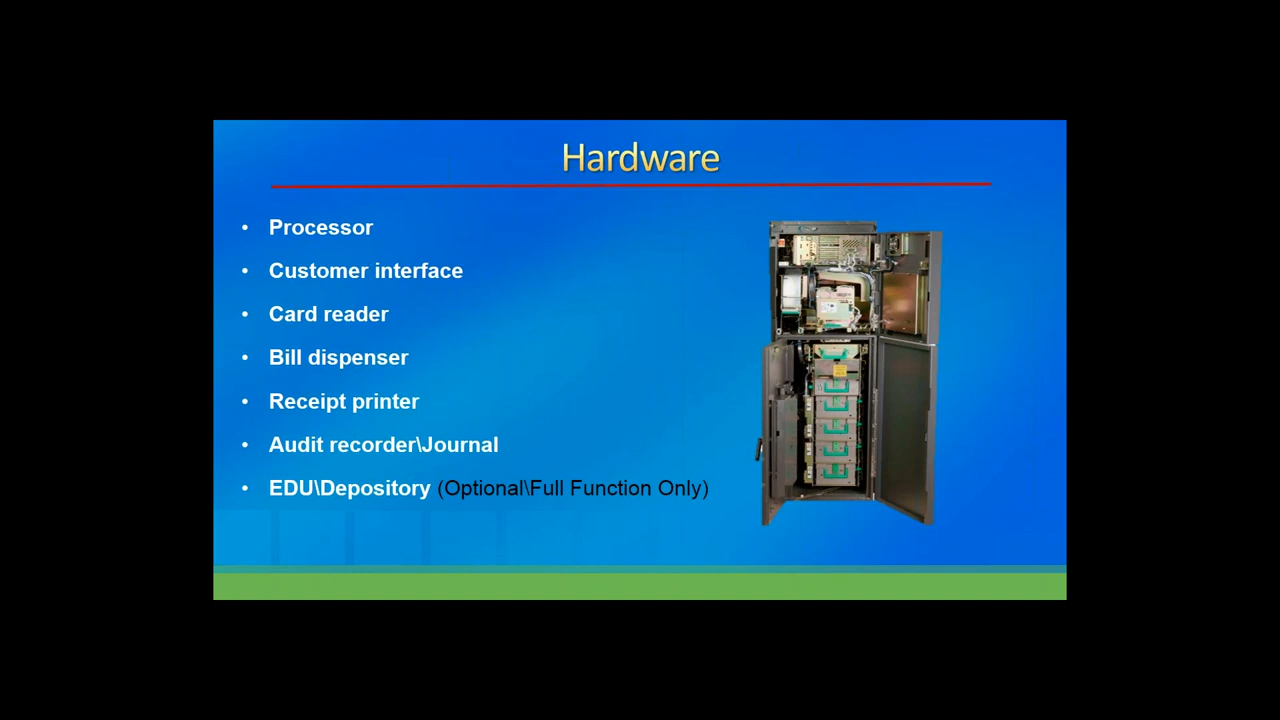 Hardware
• Processor
• Customer interface
• Card reader
• Bill dispenser
• Receipt printer
• Audit recorder\Journal
• EDU\Depository (Optional\Full Function Only)